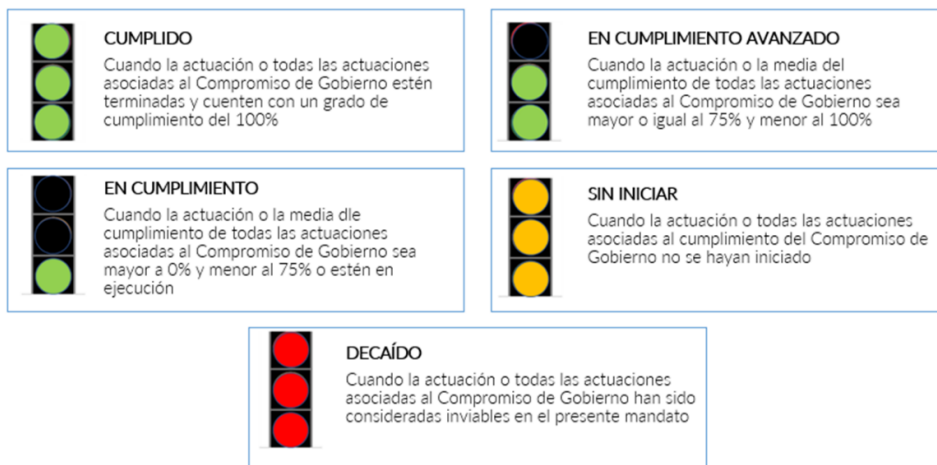 CUMPLIDO
Cuando la actuación o todas las actuaciones
asociadas al Compromiso de Gobierno estén
terminadas y cuenten con un grado de
cumplimiento del 100%
EN CUMPLIMIENTO AVANZADO
Cuando la actuación o la media del
cumplimiento de todas las actuaciones
asociadas al Compromiso de Gobierno sea
mayor o igual al 75% y menor al 100%
EN CUMPLIMIENTO
Cuando la actuación o la media dle
cumplimiento de todas las actuaciones
asociadas al Compromiso de Gobierno sea
mayor a 0% y menor al 75% o estén en
ejecución
SIN INICIAR
Cuando la actuación o todas las actuaciones
asociadas al cumplimiento del Compromiso de
Gobierno no se hayan iniciado
DECAÍDO
Cuando la actuación o todas las actuaciones
asociadas al Compromiso de Gobierno han sido
consideradas inviables en el presente mandato